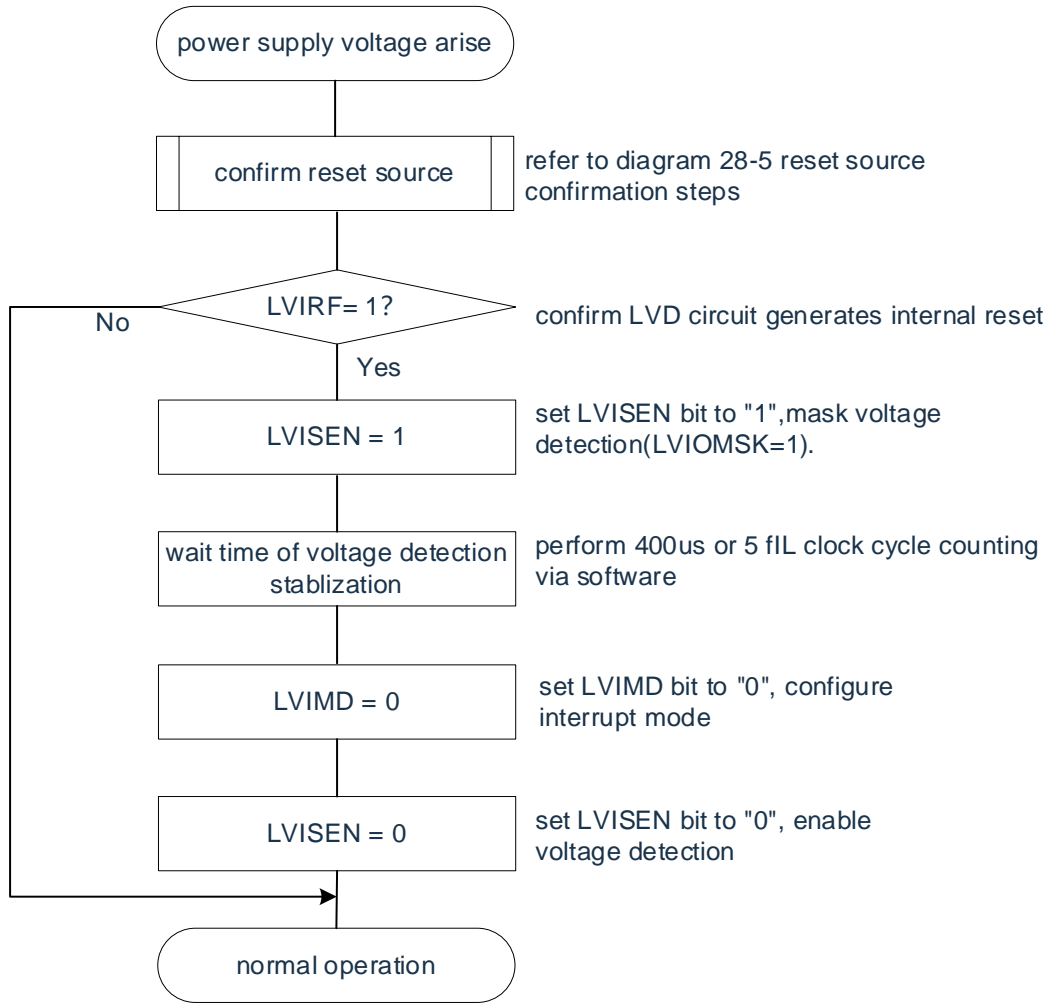 power supply voltage arise
confirm reset source
refer to diagram 28-5 reset source
confirmation steps
LVIRF= 1?
No
confirm LVD circuit generates internal reset
Yes
LVISEN = 1
set LVISEN bit to "1",mask voltage
detection(LVIOMSK=1).
wait time of voltage detection
stablization
perform 400us or 5 fIL clock cycle counting
via software
LVIMD = 0
set LVIMD bit to "0", configure
interrupt mode
LVISEN = 0
set LVISEN bit to "0", enable
voltage detection
normal operation